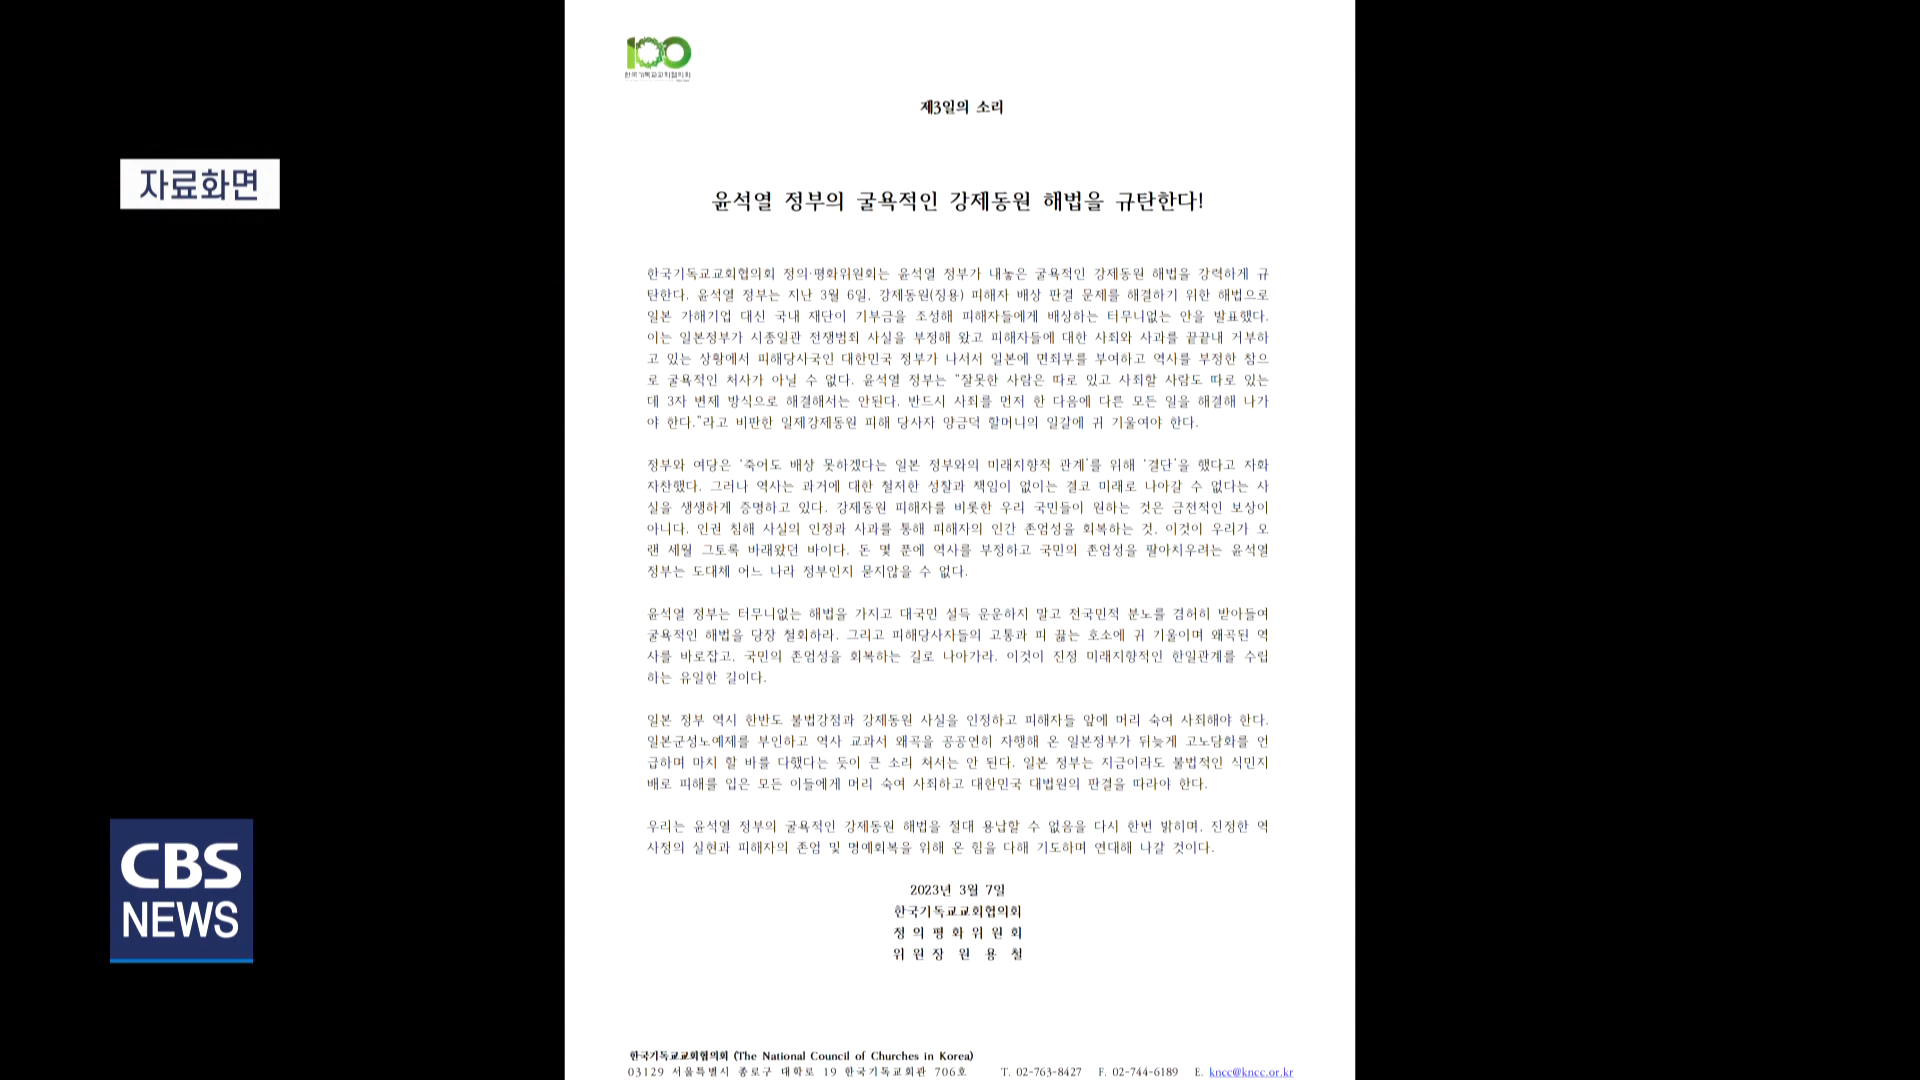 100
한국기독교교회협의회
제3일의 소리
자료화면
윤석열 정부의 굴욕적인 강제동원 해법을 규탄한다!
한국기독교교회협의회 정의·평화위원회는 윤석열 정부가 내놓은 굴욕적인 강제동원 해법을 강력하게 규
탄한다. 윤석열 정부는 지난 3월 6일, 강제동원(징용) 피해자 배상 판결 문제를 해결하기 위한 해법으로
일본 가해기업 대신 국내 재단이 기부금을 조성해 피해자들에게 배상하는 터무니없는 안을 발표했다.
이는 일본정부가 시종일관 전쟁범죄 사실을 부정해 왔고 피해자들에 대한 사죄와 사과를 끝끝내 거부하
고 있는 상황에서 피해당사국인 대한민국 정부가 나서서 일본에 면죄부를 부여하고 역사를 부정한 참으
로 굴욕적인 처사가 아닐 수 없다. 윤석열 정부는 "잘못한 사람은 따로 있고 사죄할 사람도 따로 있는
데 3자 변제 방식으로 해결해서는 안된다. 반드시 사죄를 먼저 한 다음에 다른 모든 일을 해결해 나가
야 한다."라고 비판한 일제강제동원 피해 당사자 양금덕 할머니의 일갈에 귀 기울여야 한다.
정부와 여당은 '죽어도 배상 못하겠다는 일본 정부와의 미래지향적 관계'를 위해 '결단'을 했다고 자화
자찬했다. 그러나 역사는 과거에 대한 철저한 성찰과 책임이 없이는 결코 미래로 나아갈 수 없다는 사
실을 생생하게 증명하고 있다. 강제동원 피해자를 비롯한 우리 국민들이 원하는 것은 금전적인 보상이
아니다. 인권 침해 사실의 인정과 사과를 통해 피해자의 인간 존엄성을 회복하는 것, 이것이 우리가 오
랜 세월 그토록 바래왔던 바이다. 돈 몇 푼에 역사를 부정하고 국민의 존엄성을 팔아치우려는 윤석열
정부는 도대체 어느 나라 정부인지 묻지않을 수 없다.
윤석열 정부는 터무니없는 해법을 가지고 대국민 설득 운운하지 말고 전국민적 분노를 겸허히 받아들여
굴욕적인 해법을 당장 철회하라. 그리고 피해당사자들의 고통과 피 끓는 호소에 귀 기울이며 왜곡된 역
사를 바로잡고, 국민의 존엄성을 회복하는 길로 나아가라. 이것이 진정 미래지향적인 한일관계를 수립
하는 유일한 길이다.
일본 정부 역시 한반도 불법강점과 강제동원 사실을 인정하고 피해자들 앞에 머리 숙여 사죄해야 한다.
일본군성노예제를 부인하고 역사 교과서 왜곡을 공공연히 자행해 온 일본정부가 뒤늦게 고노담화를 언
급하며 마치 할 바를 다했다는 듯이 큰 소리 쳐서는 안 된다. 일본 정부는 지금이라도 불법적인 식민지
배로 피해를 입은 모든 이들에게 머리 숙여 사죄하고 대한민국 대법원의 판결을 따라야 한다.
우리는 윤석열 정부의 굴욕적인 강제동원 해법을 절대 용납할 수 없음을 다시 한번 밝히며, 진정한 역
사정의 실현과 피해자의 존엄 및 명예회복을 위해 온 힘을 다해 기도하며 연대해 나갈 것이다.
2023년 3월 7일
한국기독교교회협의회
정 의 평 화 위 원 회
위 원 장 원 용 철
CBS
NEWS
한국기독교교회협의회 (The National Council of Churches in Korea)
03129 서울특별시 종로구 대학로 19 한국기독교회관 706호 T. 02-763-8427 F. 02-744-6189 E. kncc@kncc.or.kr